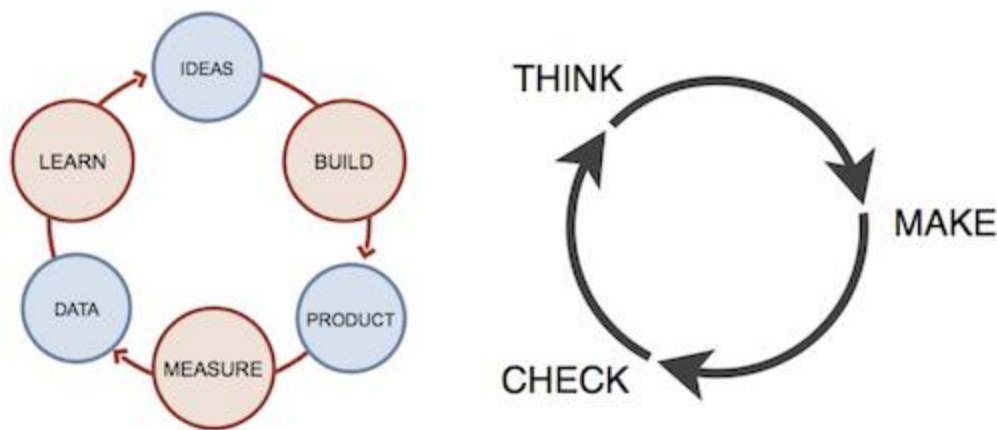 IDEAS
LEARN
BUILD
DATA
PRODUCT
MEASURE
THINK
MAKE
CHECK